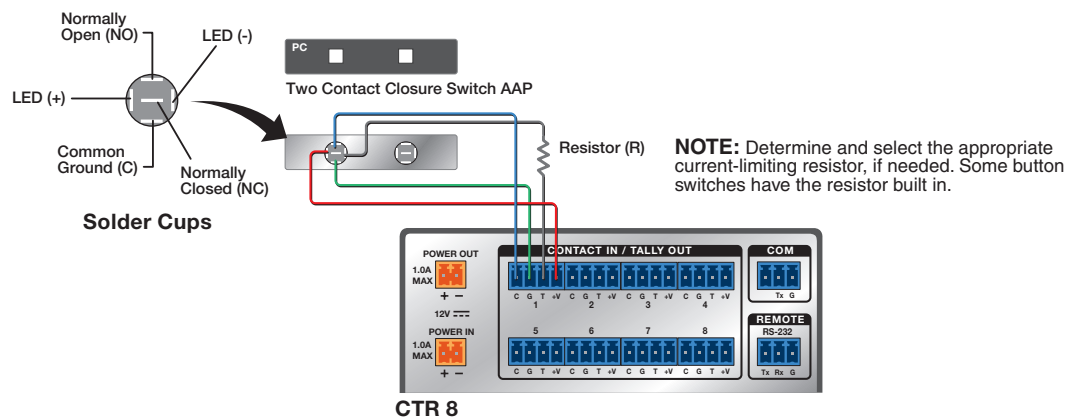 Normally
Open (NO)
LED (-)
LED (+)
Common
Ground (C)
Normally
Closed (NC)
Solder Cups
PC
Two Contact Closure Switch AAP
Resistor (R)
NOTE: Determine and select the appropriate
current-limiting resistor, if needed. Some button
switches have the resistor built in.
POWER OUT
1.0A
MAX
+ −
12V
POWER IN
1.0A
MAX
+ −
CONTACT IN / TALLY OUT
C G T +V C G T +V C G T +V C G T +V
1 2 3 4
5 6 7 8
C G T +V C G T +V C G T +V C G T +V
COM
Tx G
REMOTE
RS-232
Tx Rx G
CTR 8